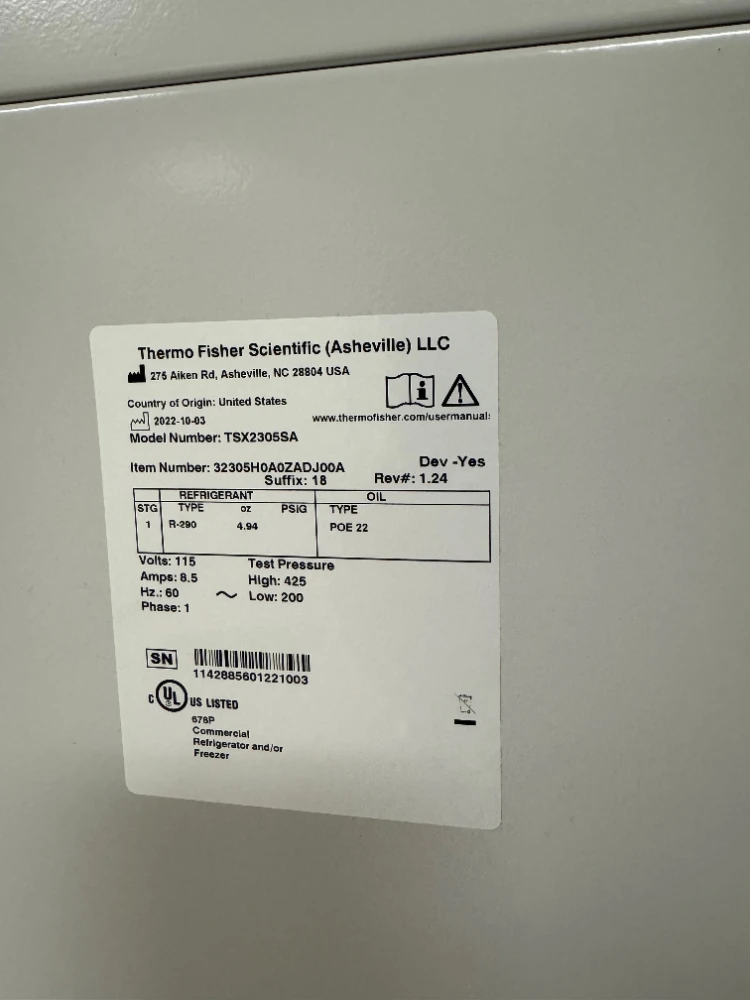 Thermo Fisher Scientific (Asheville) LLC
275 Aiken Rd, Asheville, NC 28804 USA
Country of Origin: United States
2022-10-03
www.thermofisher.com/usermanuals
Model Number: TSX2305SA
Item Number: 32305H0A0ZADJ00A
Dev -Yes
Suffix: 18
Rev#: 1.24
REFRIGERANT OIL
STG TYPE oz PSIG TYPE
1 R-290 4.94 POE 22
Volts: 115 Test Pressure
Amps: 8.5 High: 425
Hz.: 60 ~ Low: 200
Phase: 1
SN
1142885601221003
C UL US LISTED
676P
Commercial
Refrigerator and/or
Freezer